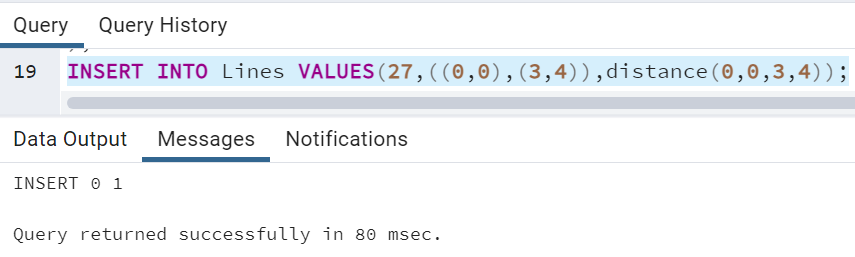 Query Query History
19 INSERT INTO Lines VALUES(27,((0,0),(3,4)),distance(0,0,3,4));
Data Output Messages Notifications
INSERT 0 1
Query returned successfully in 80 msec.